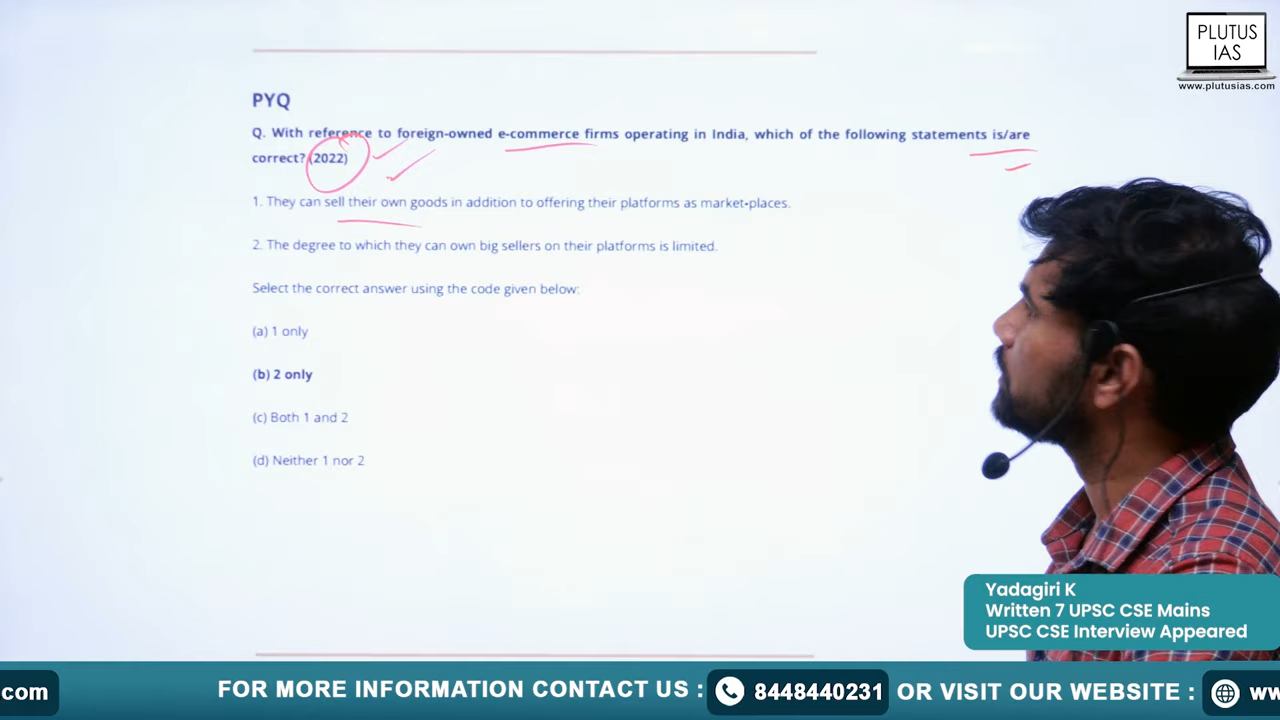 PLUTUS
IAS
www.plutusias.com
PYQ
Q. With reference to foreign-owned e-commerce firms operating in India, which of the following statements is/are
correct? (2022)
1. They can sell their own goods in addition to offering their platforms as market-places.
2. The degree to which they can own big sellers on their platforms is limited.
Select the correct answer using the code given below:
(a) 1 only
(b) 2 only
(c) Both 1 and 2
(d) Neither 1 nor 2
Yadagiri K
Written 7 UPSC CSE Mains
UPSC CSE Interview Appeared
.com FOR MORE INFORMATION CONTACT US : 8448440231 OR VISIT OUR WEBSITE : ww